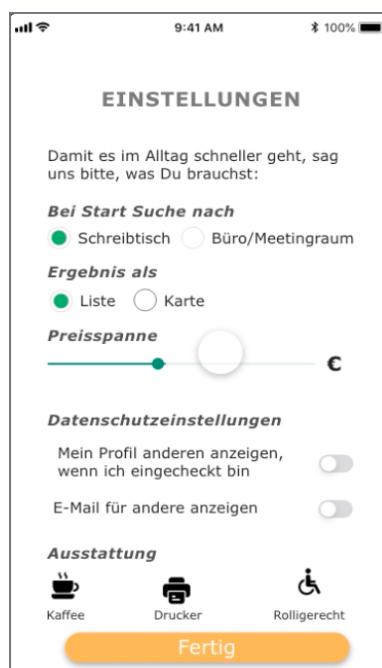 9:41 AM 100%
EINSTELLUNGEN
Damit es im Alltag schneller geht, sag
uns bitte, was Du brauchst:
Bei Start Suche nach
Schreibtisch Büro/Meetingraum
Ergebnis als
Liste Karte
Preisspanne
€
Datenschutzeinstellungen
Mein Profil anderen anzeigen,
wenn ich eingecheckt bin
E-Mail für andere anzeigen
Ausstattung
Kaffee Drucker Rolligerecht
Fertig